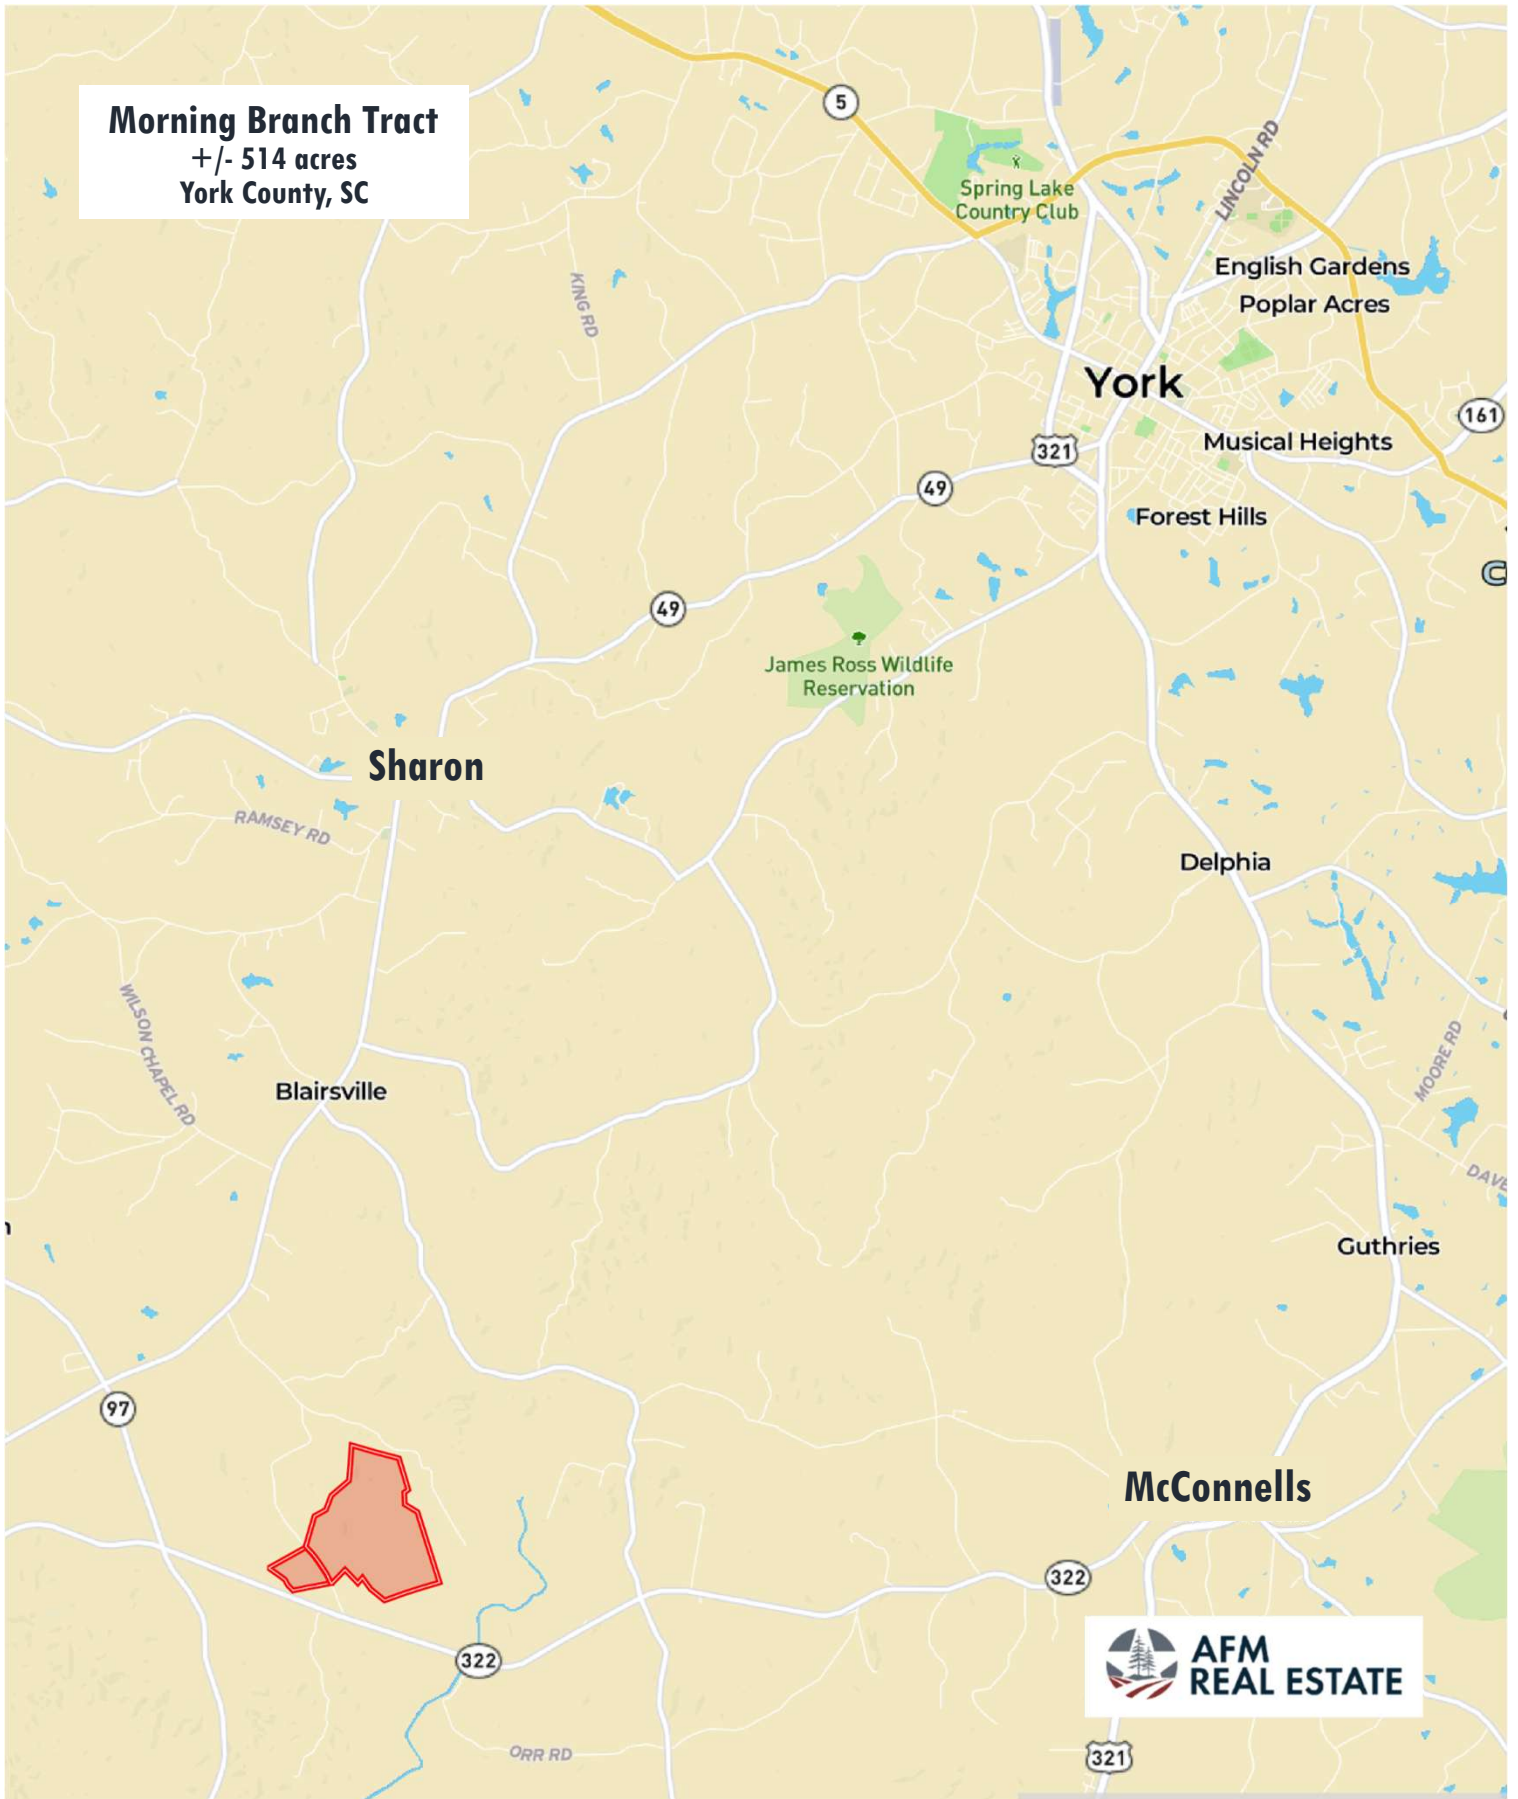 Morning Branch Tract
+/- 514 acres
York County, SC
5
Spring Lake
Country Club
LINCOLN RD
KING RD
English Gardens
Poplar Acres
York
161
321
Musical Heights
49
Forest Hills
C
49
James Ross Wildlife
Reservation
Sharon
RAMSEY RD
Delphia
WILSON CHAPEL RD
MOORE RD
Blairsville
DAVE
Guthries
97
McConnells
322
322
AFM
REAL ESTATE
ORR RD
321